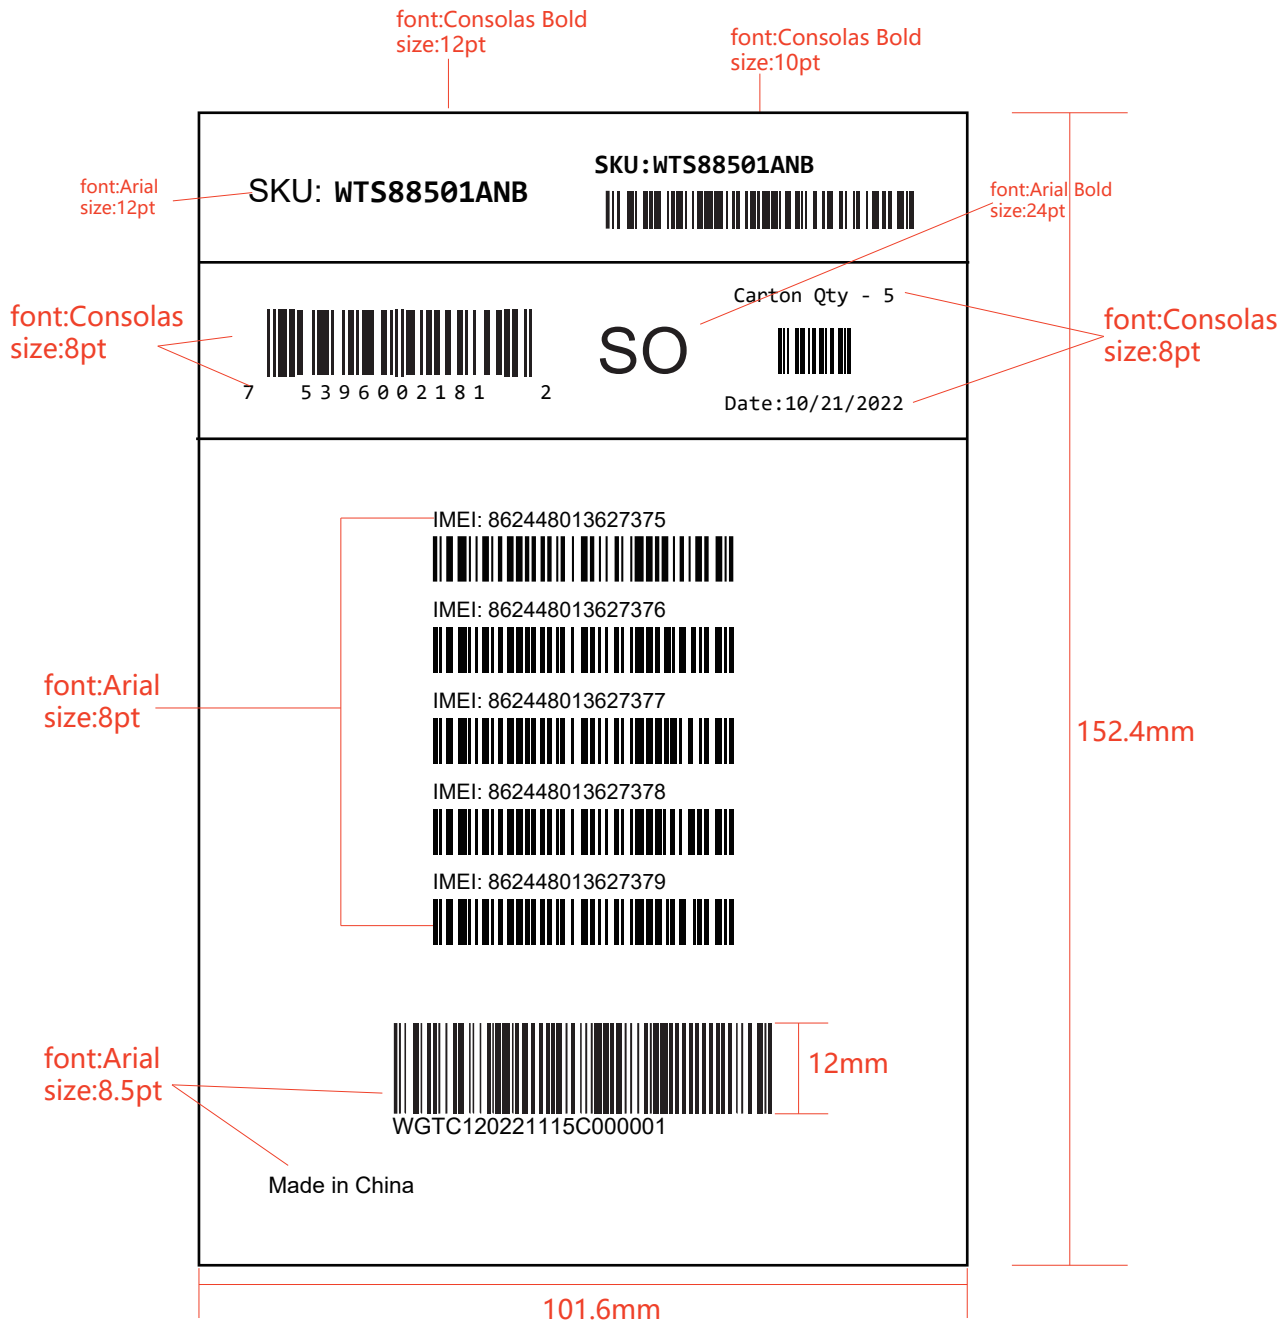 font:Consolas Bold
size:12pt
font:Consolas Bold
size:10pt
font:Arial
size:12pt
SKU: WTS88501ANB
SKU:WTS88501ANB
font:Arial Bold
size:24pt
font:Consolas
size:8pt
7 5396002181 2
SO
Carton Qty - 5
Date:10/21/2022
font:Consolas
size:8pt
IMEI: 862448013627375
IMEI: 862448013627376
IMEI: 862448013627377
IMEI: 862448013627378
IMEI: 862448013627379
font:Arial
size:8pt
152.4mm
font:Arial
size:8.5pt
12mm
WGTC120221115C000001
Made in China
101.6mm